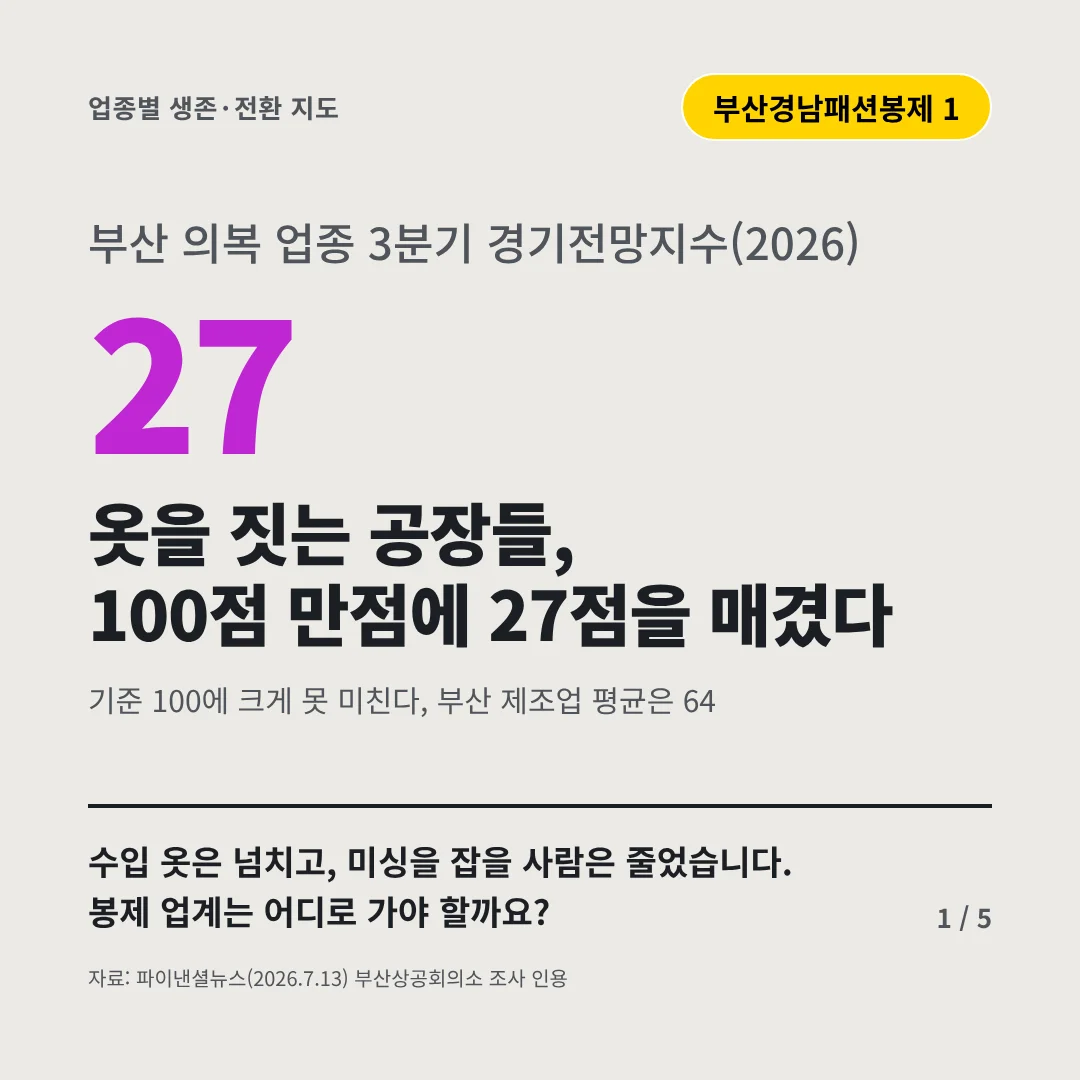 업종별 생존·전환 지도
부산경남패션봉제 1
부산 의복 업종 3분기 경기전망지수(2026)
27
옷을 짓는 공장들,
100점 만점에 27점을 매겼다
기준 100에 크게 못 미친다, 부산 제조업 평균은 64
수입 옷은 넘치고, 미싱을 잡을 사람은 줄었습니다.
봉제 업계는 어디로 가야 할까요?
1 / 5
자료: 파이낸셜뉴스(2026.7.13) 부산상공회의소 조사 인용